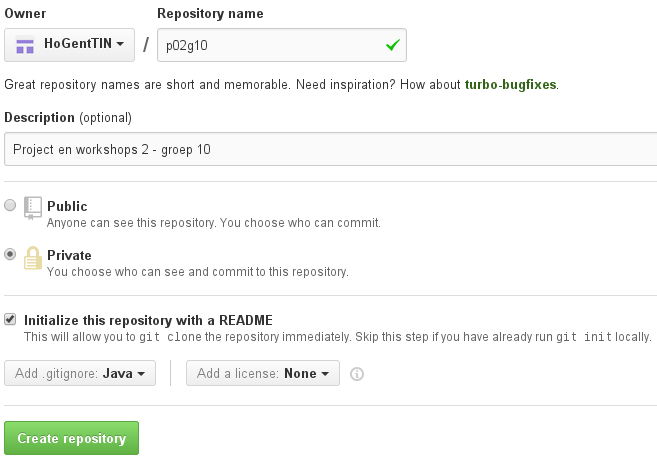 Owner Repository name
HoGentTIN / p02g10
Great repository names are short and memorable. Need inspiration? How about turbo-bugfixes.
Description (optional)
Project en workshops 2 - groep 10
Public
Anyone can see this repository. You choose who can commit.
Private
You choose who can see and commit to this repository.
Initialize this repository with a README
This will allow you to git clone the repository immediately. Skip this step if you have already run git init locally.
Add .gitignore: Java Add a license: None
Create repository